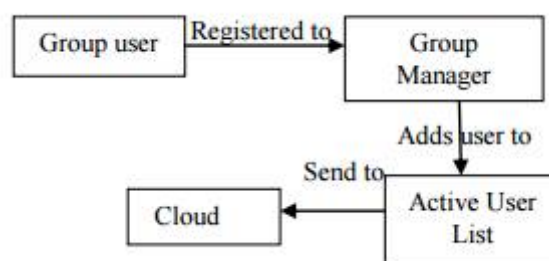 Group user
Registered to
Group
Manager
Adds user to
Send to
Active User
List
Cloud